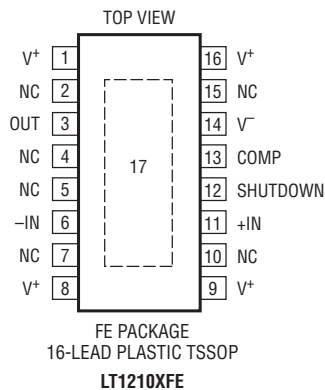 TOP VIEW
V+ 1 16 V+
NC 2 15 NC
OUT 3 14 V–
NC 4 13 COMP
NC 5 12 SHUTDOWN
–IN 6 11 +IN
NC 7 10 NC
V+ 8 9 V+
17
FE PACKAGE
16-LEAD PLASTIC TSSOP
LT1210XFE